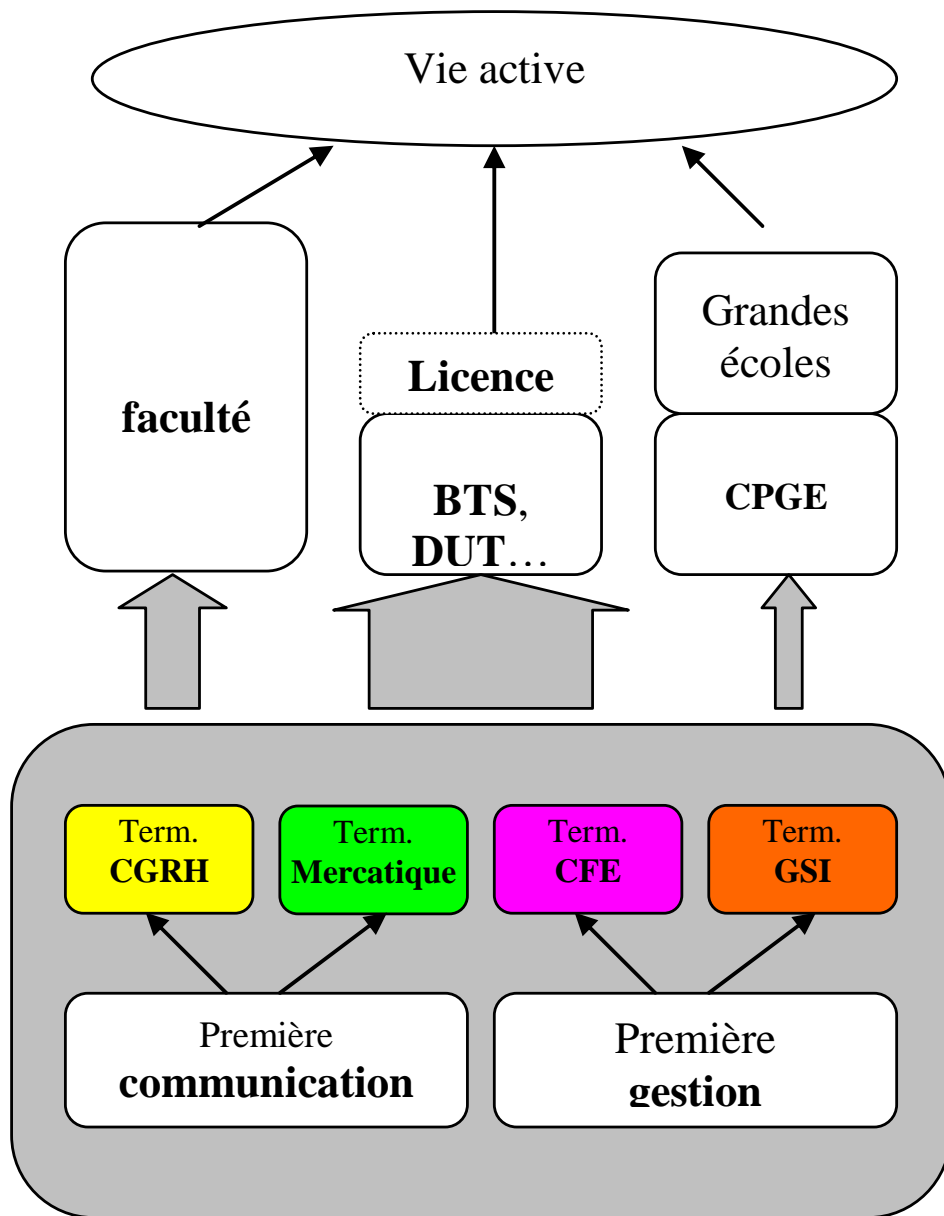 Vie active
faculté
Licence
BTS,
DUT…
Grandes
écoles
CPGE
Term.
CGRH
Term.
Mercatique
Term.
CFE
Term.
GSI
Première
communication
Première
gestion